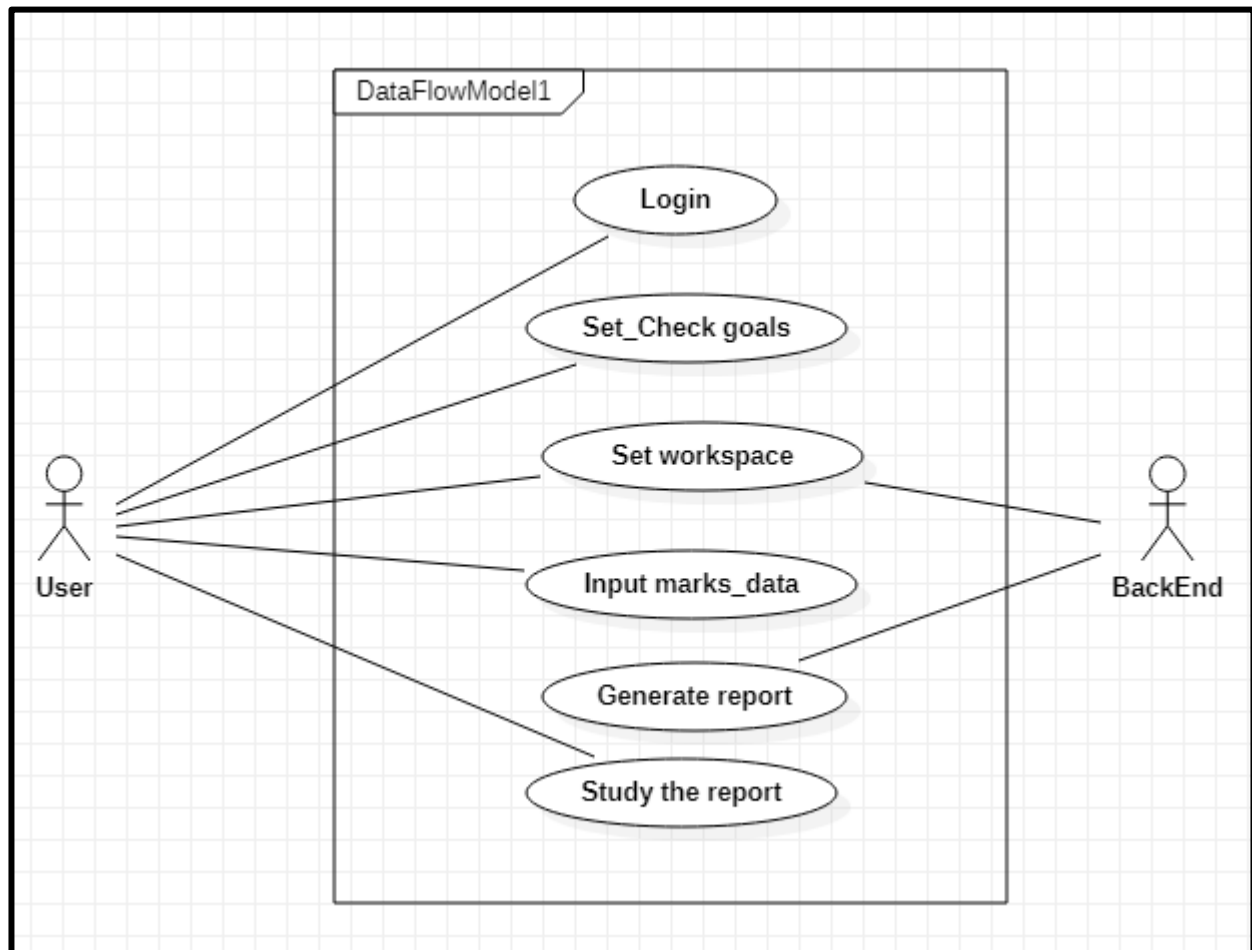 DataFlowModel1
Login
Set_Check goals
Set workspace
Input marks_data
User
BackEnd
Generate report
Study the report